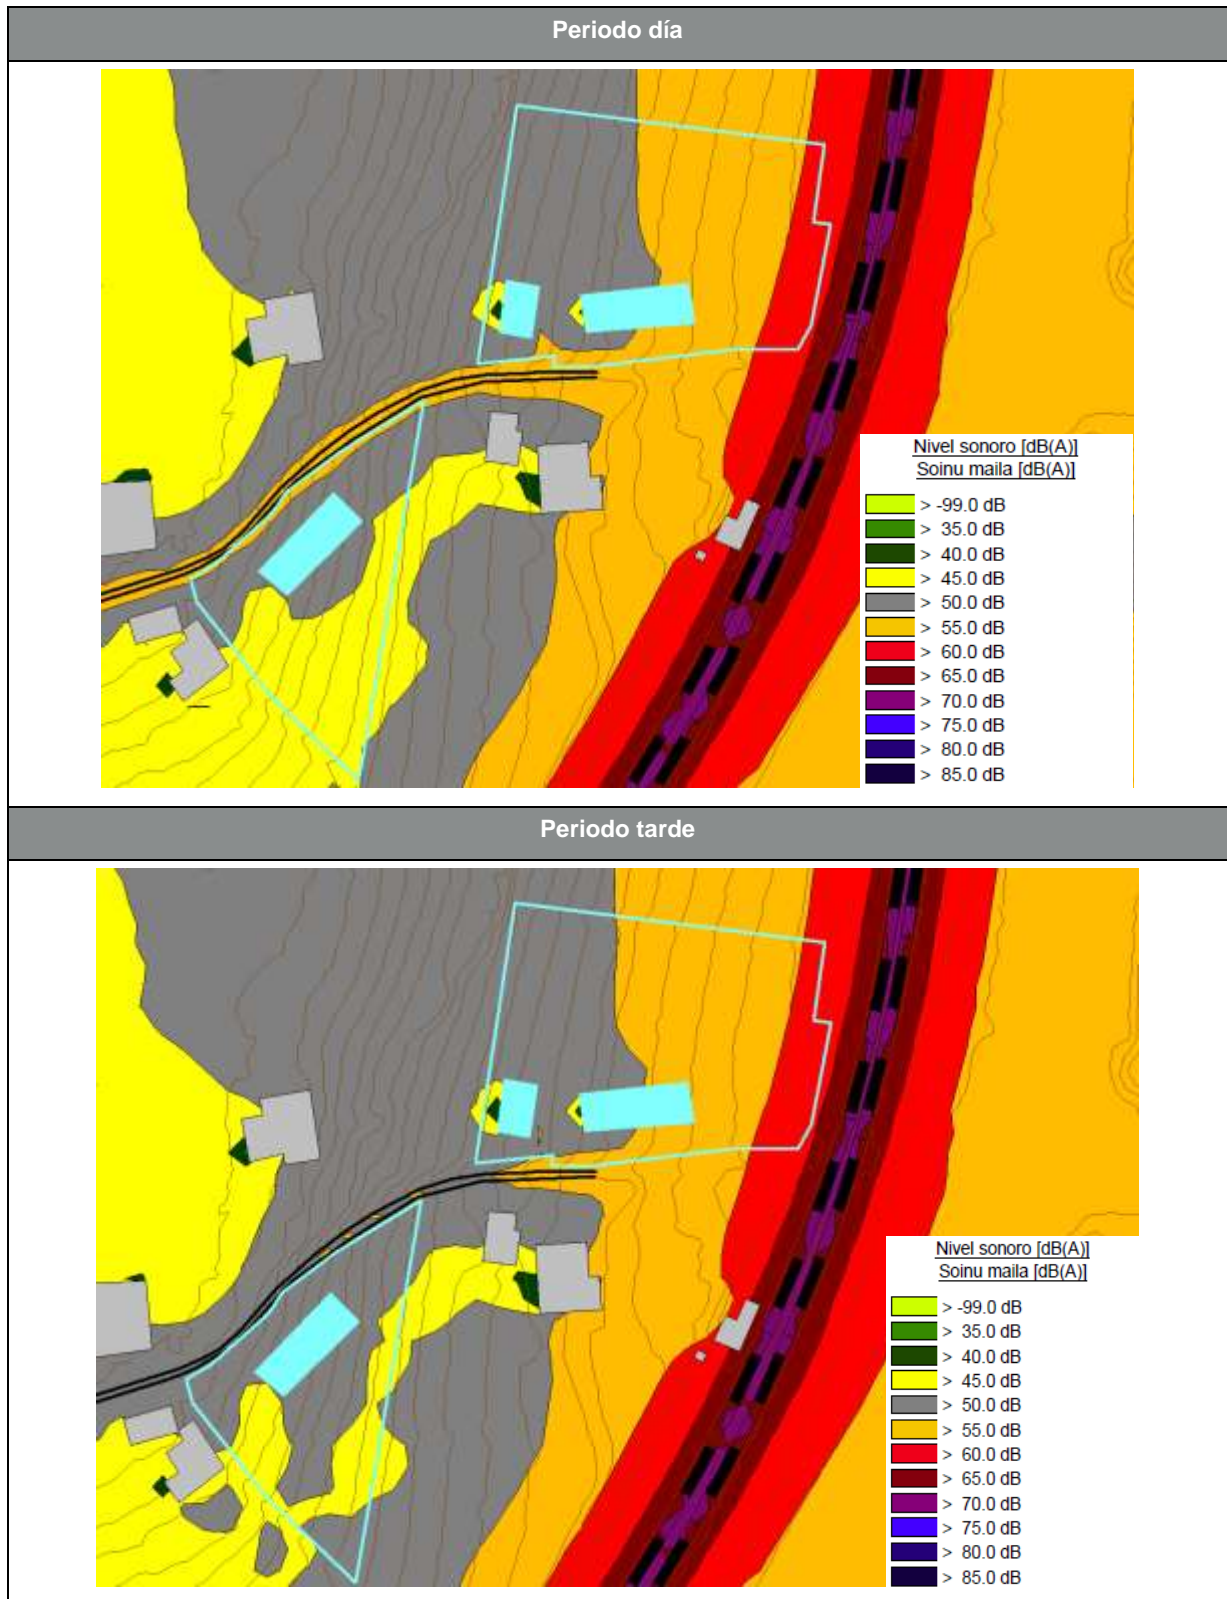 Periodo día
Nivel sonoro [dB(A)]
Soinu maila [dB(A)]
> -99.0 dB
> 35.0 dB
> 40.0 dB
> 45.0 dB
> 50.0 dB
> 55.0 dB
> 60.0 dB
> 65.0 dB
> 70.0 dB
> 75.0 dB
> 80.0 dB
> 85.0 dB
Periodo tarde
Nivel sonoro [dB(A)]
Soinu maila [dB(A)]
> -99.0 dB
> 35.0 dB
> 40.0 dB
> 45.0 dB
> 50.0 dB
> 55.0 dB
> 60.0 dB
> 65.0 dB
> 70.0 dB
> 75.0 dB
> 80.0 dB
> 85.0 dB